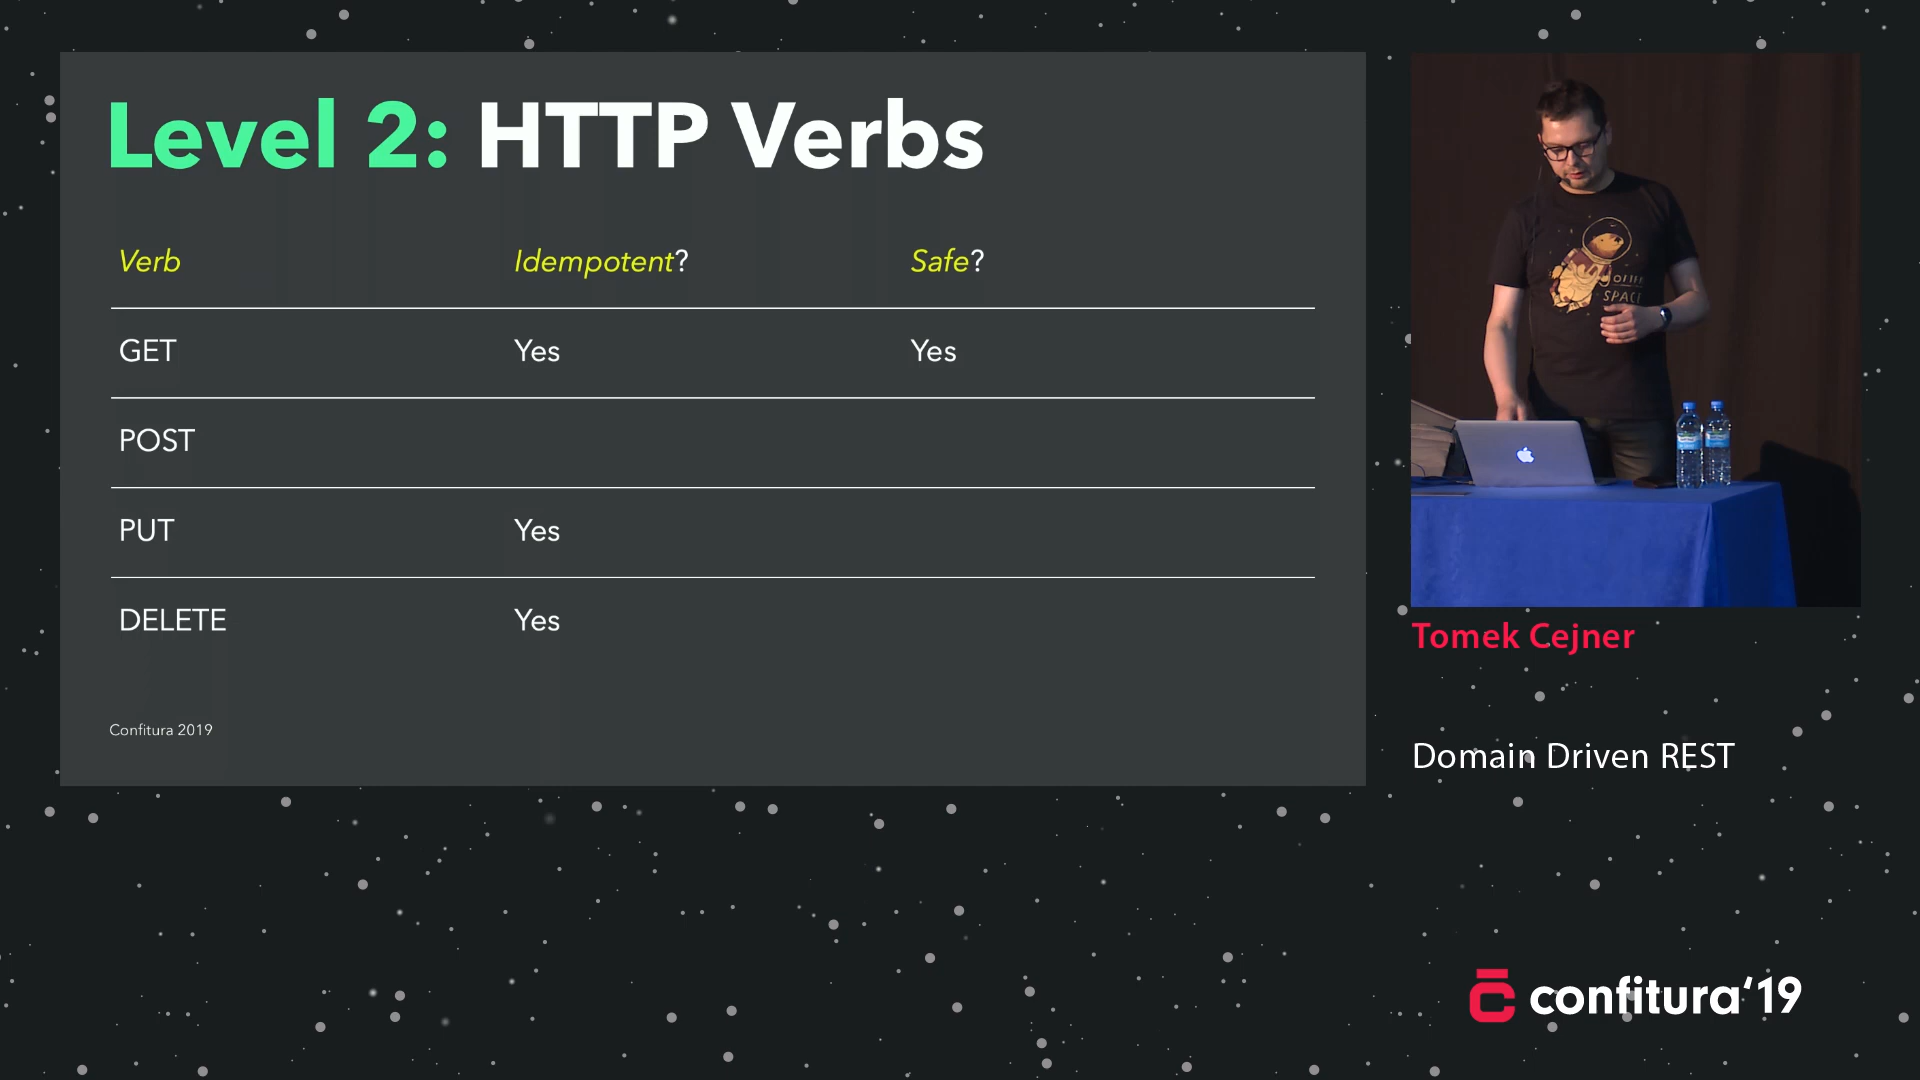 Level 2: HTTP Verbs
Verb Idempotent? Safe?
GET Yes Yes
POST
PUT Yes
DELETE Yes
Confitura 2019
SPACE
Tomek Cejner
Domain Driven REST
confitura‘19